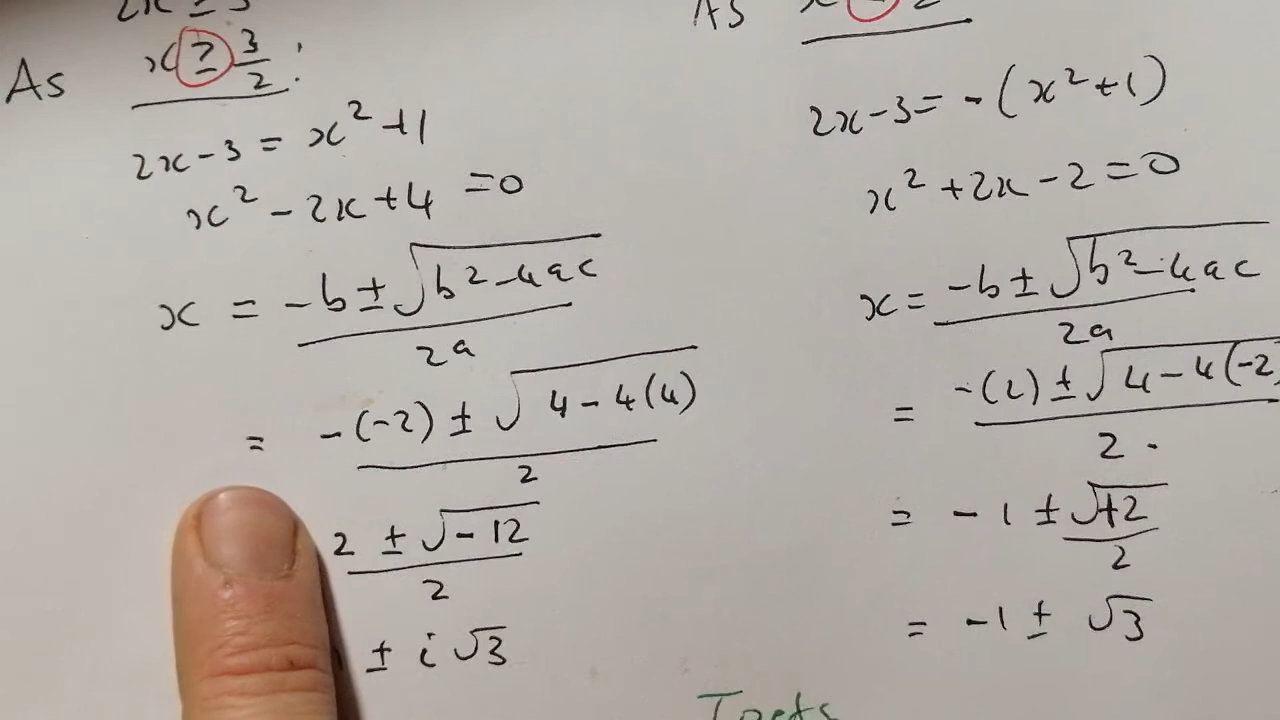 As x ≥ 3/2 :
2x-3 = x² +1
x² - 2x + 4 = 0
x = (-b ± √(b² - 4ac)) / 2a
= (-(-2) ± √(4 - 4(4))) / 2
2 ± √-12 / 2
± i √3
As
2x-3 = -(x²+1)
x² + 2x - 2 = 0
x = (-b ± √(b² - 4ac)) / 2a
= (-(2) ± √(4 - 4(-2) / 2 .
= -1 ± √12 / 2
= -1 ± √3